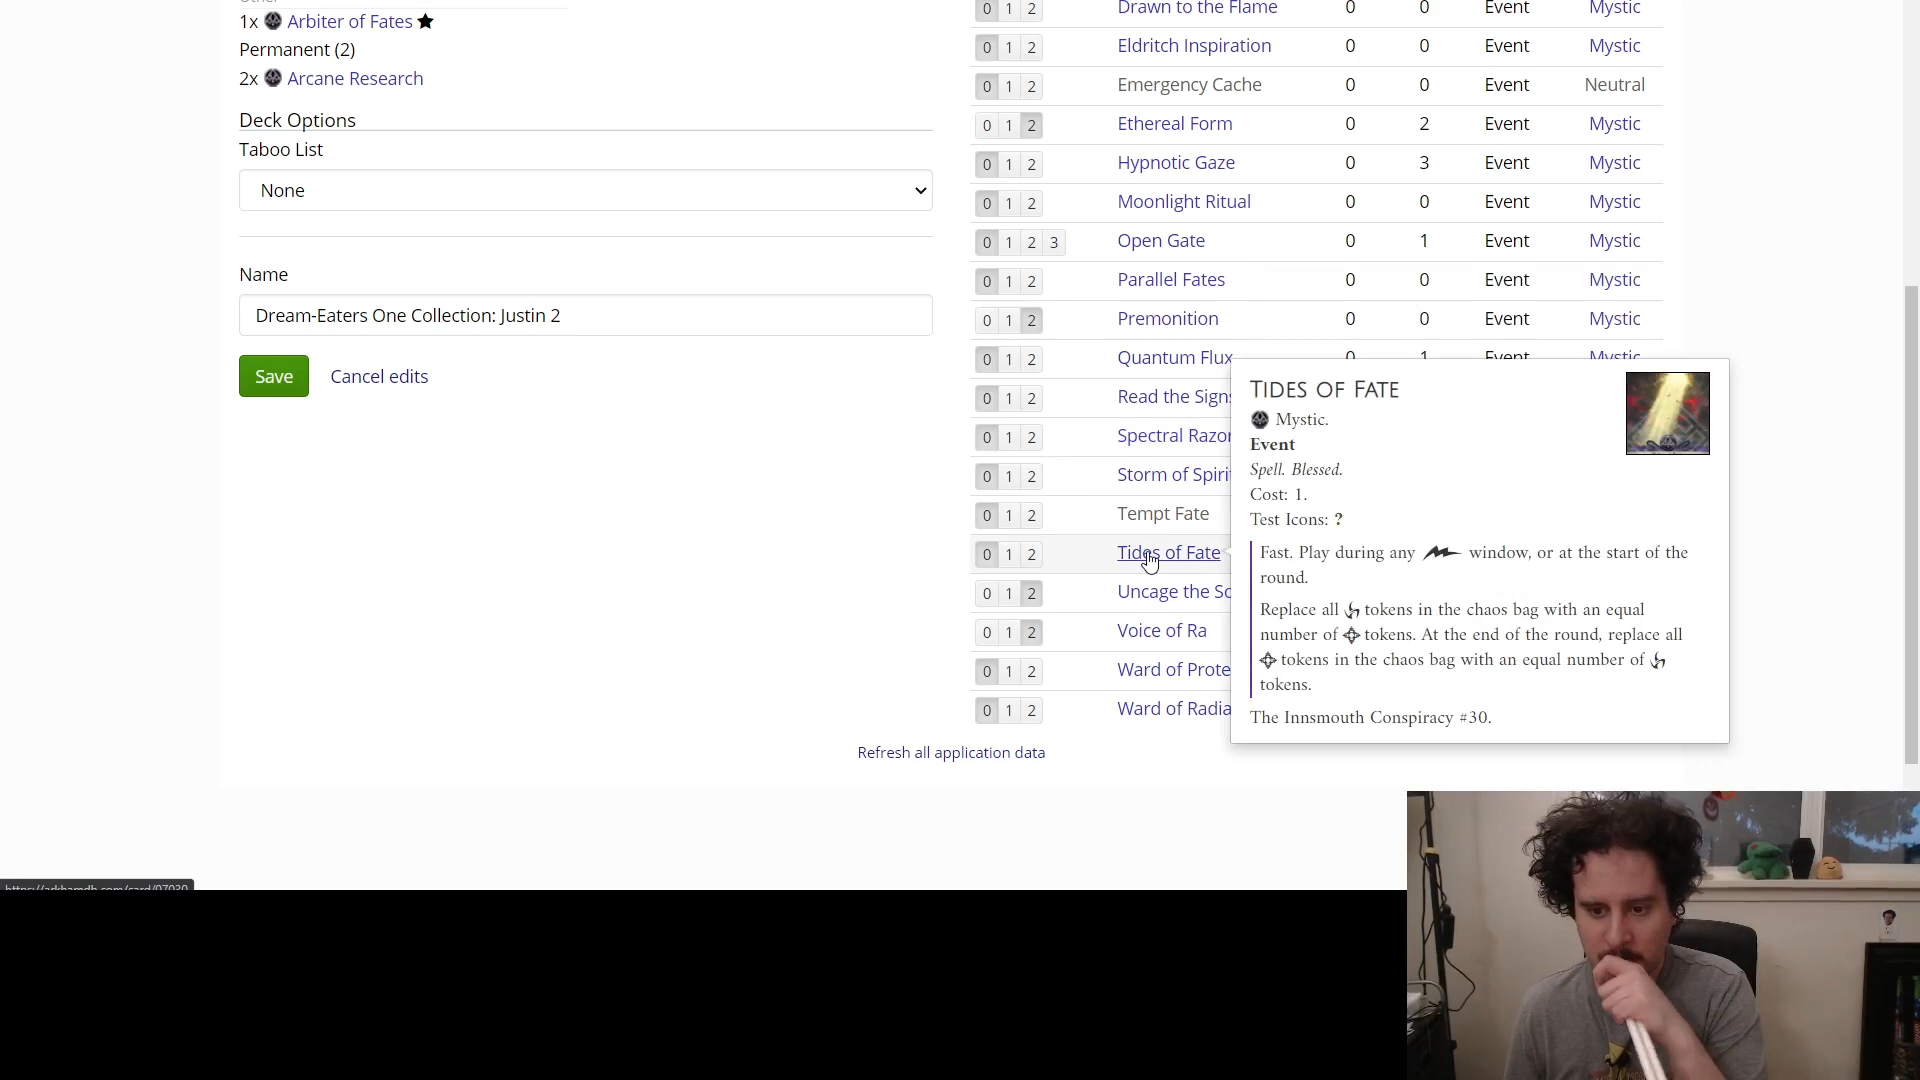 Other
1x Arbiter of Fates
Permanent (2)
2x Arcane Research
Deck Options
Taboo List
None
Name
Dream-Eaters One Collection: Justin 2
Save Cancel edits
0 1 2 Drawn to the Flame 0 0 Event Mystic
0 1 2 Eldritch Inspiration 0 0 Event Mystic
0 1 2 Emergency Cache 0 0 Event Neutral
0 1 2 Ethereal Form 0 2 Event Mystic
0 1 2 Hypnotic Gaze 0 3 Event Mystic
0 1 2 Moonlight Ritual 0 0 Event Mystic
0 1 2 3 Open Gate 0 1 Event Mystic
0 1 2 Parallel Fates 0 0 Event Mystic
0 1 2 Premonition 0 0 Event Mystic
0 1 2 Quantum Flux 0 1 Event Mystic
0 1 2 Read the Signs
0 1 2 Spectral Razor
0 1 2 Storm of Spiri
0 1 2 Tempt Fate
0 1 2 Tides of Fate
0 1 2 Uncage the So
0 1 2 Voice of Ra
0 1 2 Ward of Prote
0 1 2 Ward of Radia
TIDES OF FATE
Mystic.
Event
Spell. Blessed.
Cost: 1.
Test Icons: ?
Fast. Play during any window, or at the start of the
round.
Replace all tokens in the chaos bag with an equal
number of tokens. At the end of the round, replace all
tokens in the chaos bag with an equal number of
tokens.
The Innsmouth Conspiracy #30.
Refresh all application data
https://arkhamdb.com/card/07030